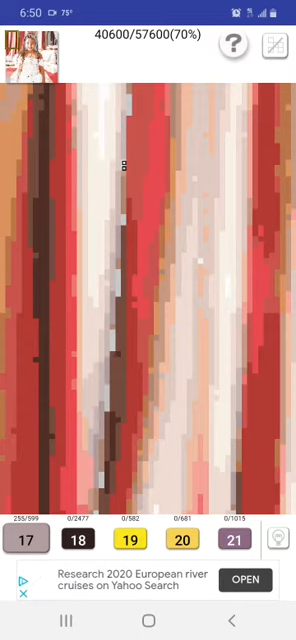 6:50 75°
40600/57600(70%)
?
255/599 0/2477 0/582 0/681 0/1015
17 18 19 20 21
Research 2020 European river
cruises on Yahoo Search
OPEN